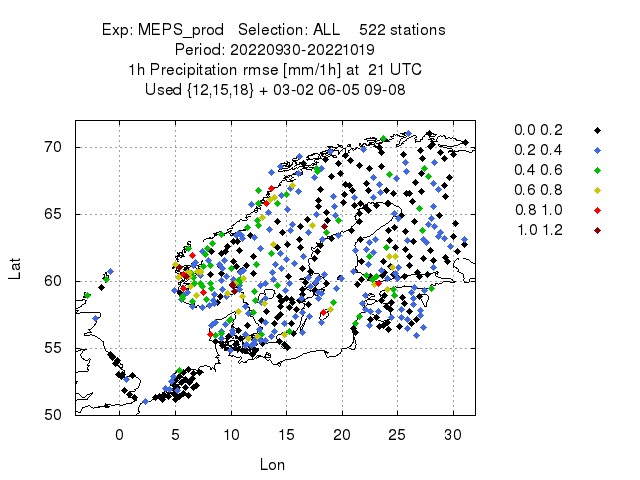 Exp: MEPS_prod Selection: ALL 522 stations
Period: 20220930-20221019
1h Precipitation rmse [mm/1h] at 21 UTC
Used {12,15,18} + 03-02 06-05 09-08
70
65
60
55
50
Lat
0 5 10 15 20 25 30
Lon
0.0 0.2
0.2 0.4
0.4 0.6
0.6 0.8
0.8 1.0
1.0 1.2